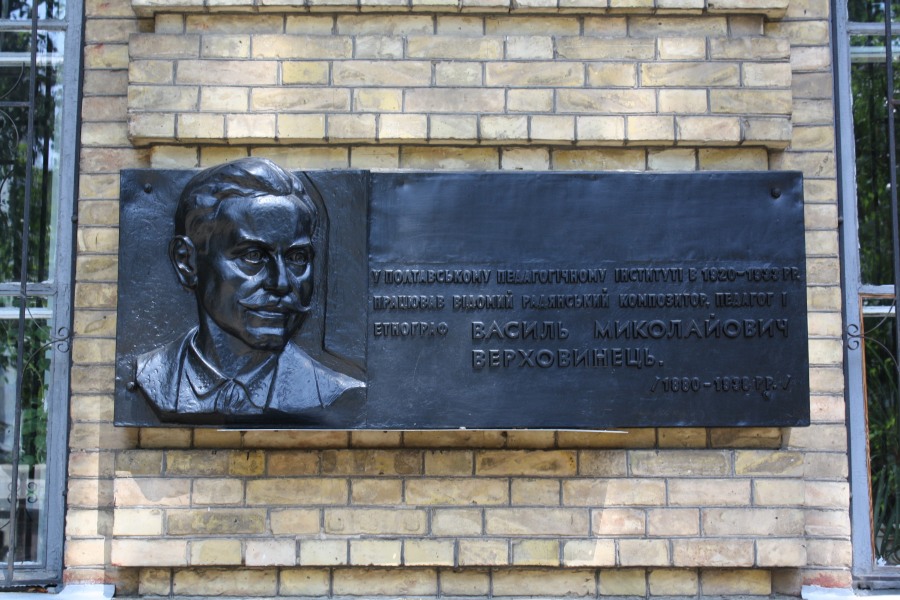 У ПОЛТАВСЬКОМУ ПЕДАГОГІЧНОМУ ІНСТИТУТІ В 1920-1933 РР.
ПРАЦЮВАВ ВІДОМИЙ РАДЯНСЬКИЙ КОМПОЗИТОР, ПЕДАГОГ І
ЕТНОГРАФ ВАСИЛЬ МИКОЛАЙОВИЧ
ВЕРХОВИНЕЦЬ.
/1880-1938 РР./